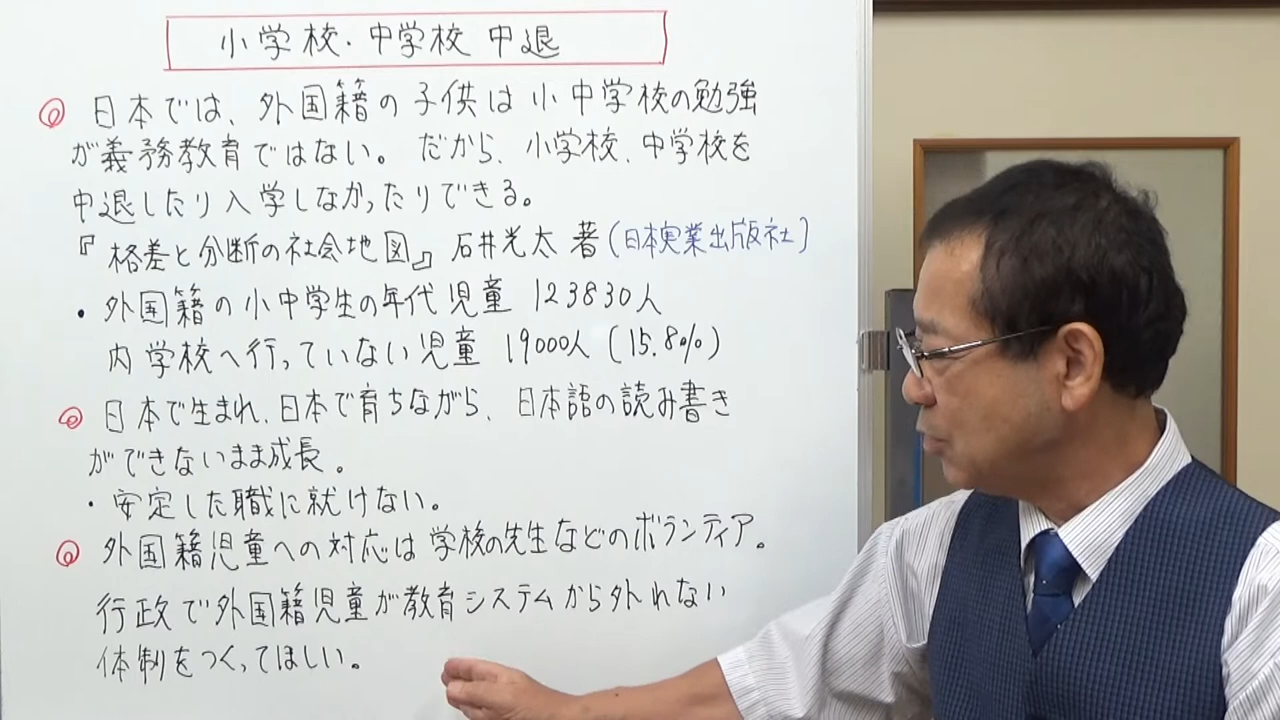 小学校・中学校 中退
◎ 日本では、外国籍の子供は小中学校の勉強
が義務教育ではない。だから、小学校、中学校を
中退したり入学しなかったりできる。
『格差と分断の社会地図』石井光太 著(日本実業出版社)
・外国籍の小中学生の年代児童 123830人
内学校へ行っていない児童 19000人(15.8%)
◎ 日本で生まれ、日本で育ちながら、日本語の読み書き
ができないまま成長。
・安定した職に就けない。
◎ 外国籍児童への対応は学校の先生などのボランティア。
行政で外国籍児童が教育システムから外れない
体制をつくってほしい。